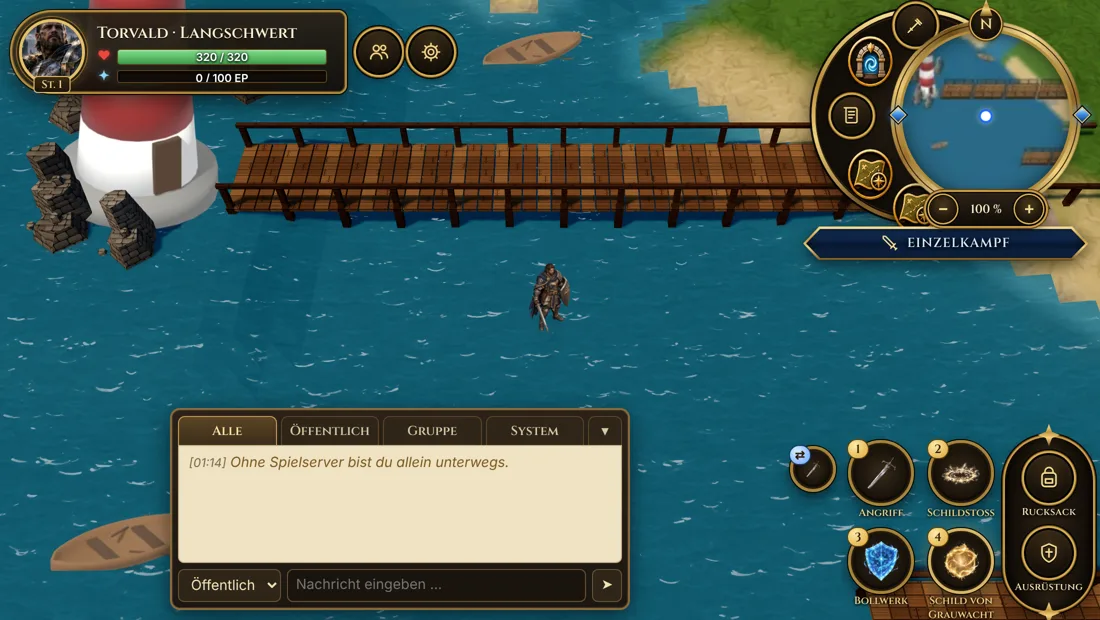 Torvald · Langschwert
320 / 320
0 / 100 EP
St. 1
N
100 %
Einzelkampf
Alle
Öffentlich
Gruppe
System
▼
[01:14] Ohne Spielserver bist du allein unterwegs.
Öffentlich
Nachricht eingeben ...
1
Angriff
2
Schildstoß
3
Bollwerk
4
Schild von
Grauwacht
Rucksack
Ausrüstung